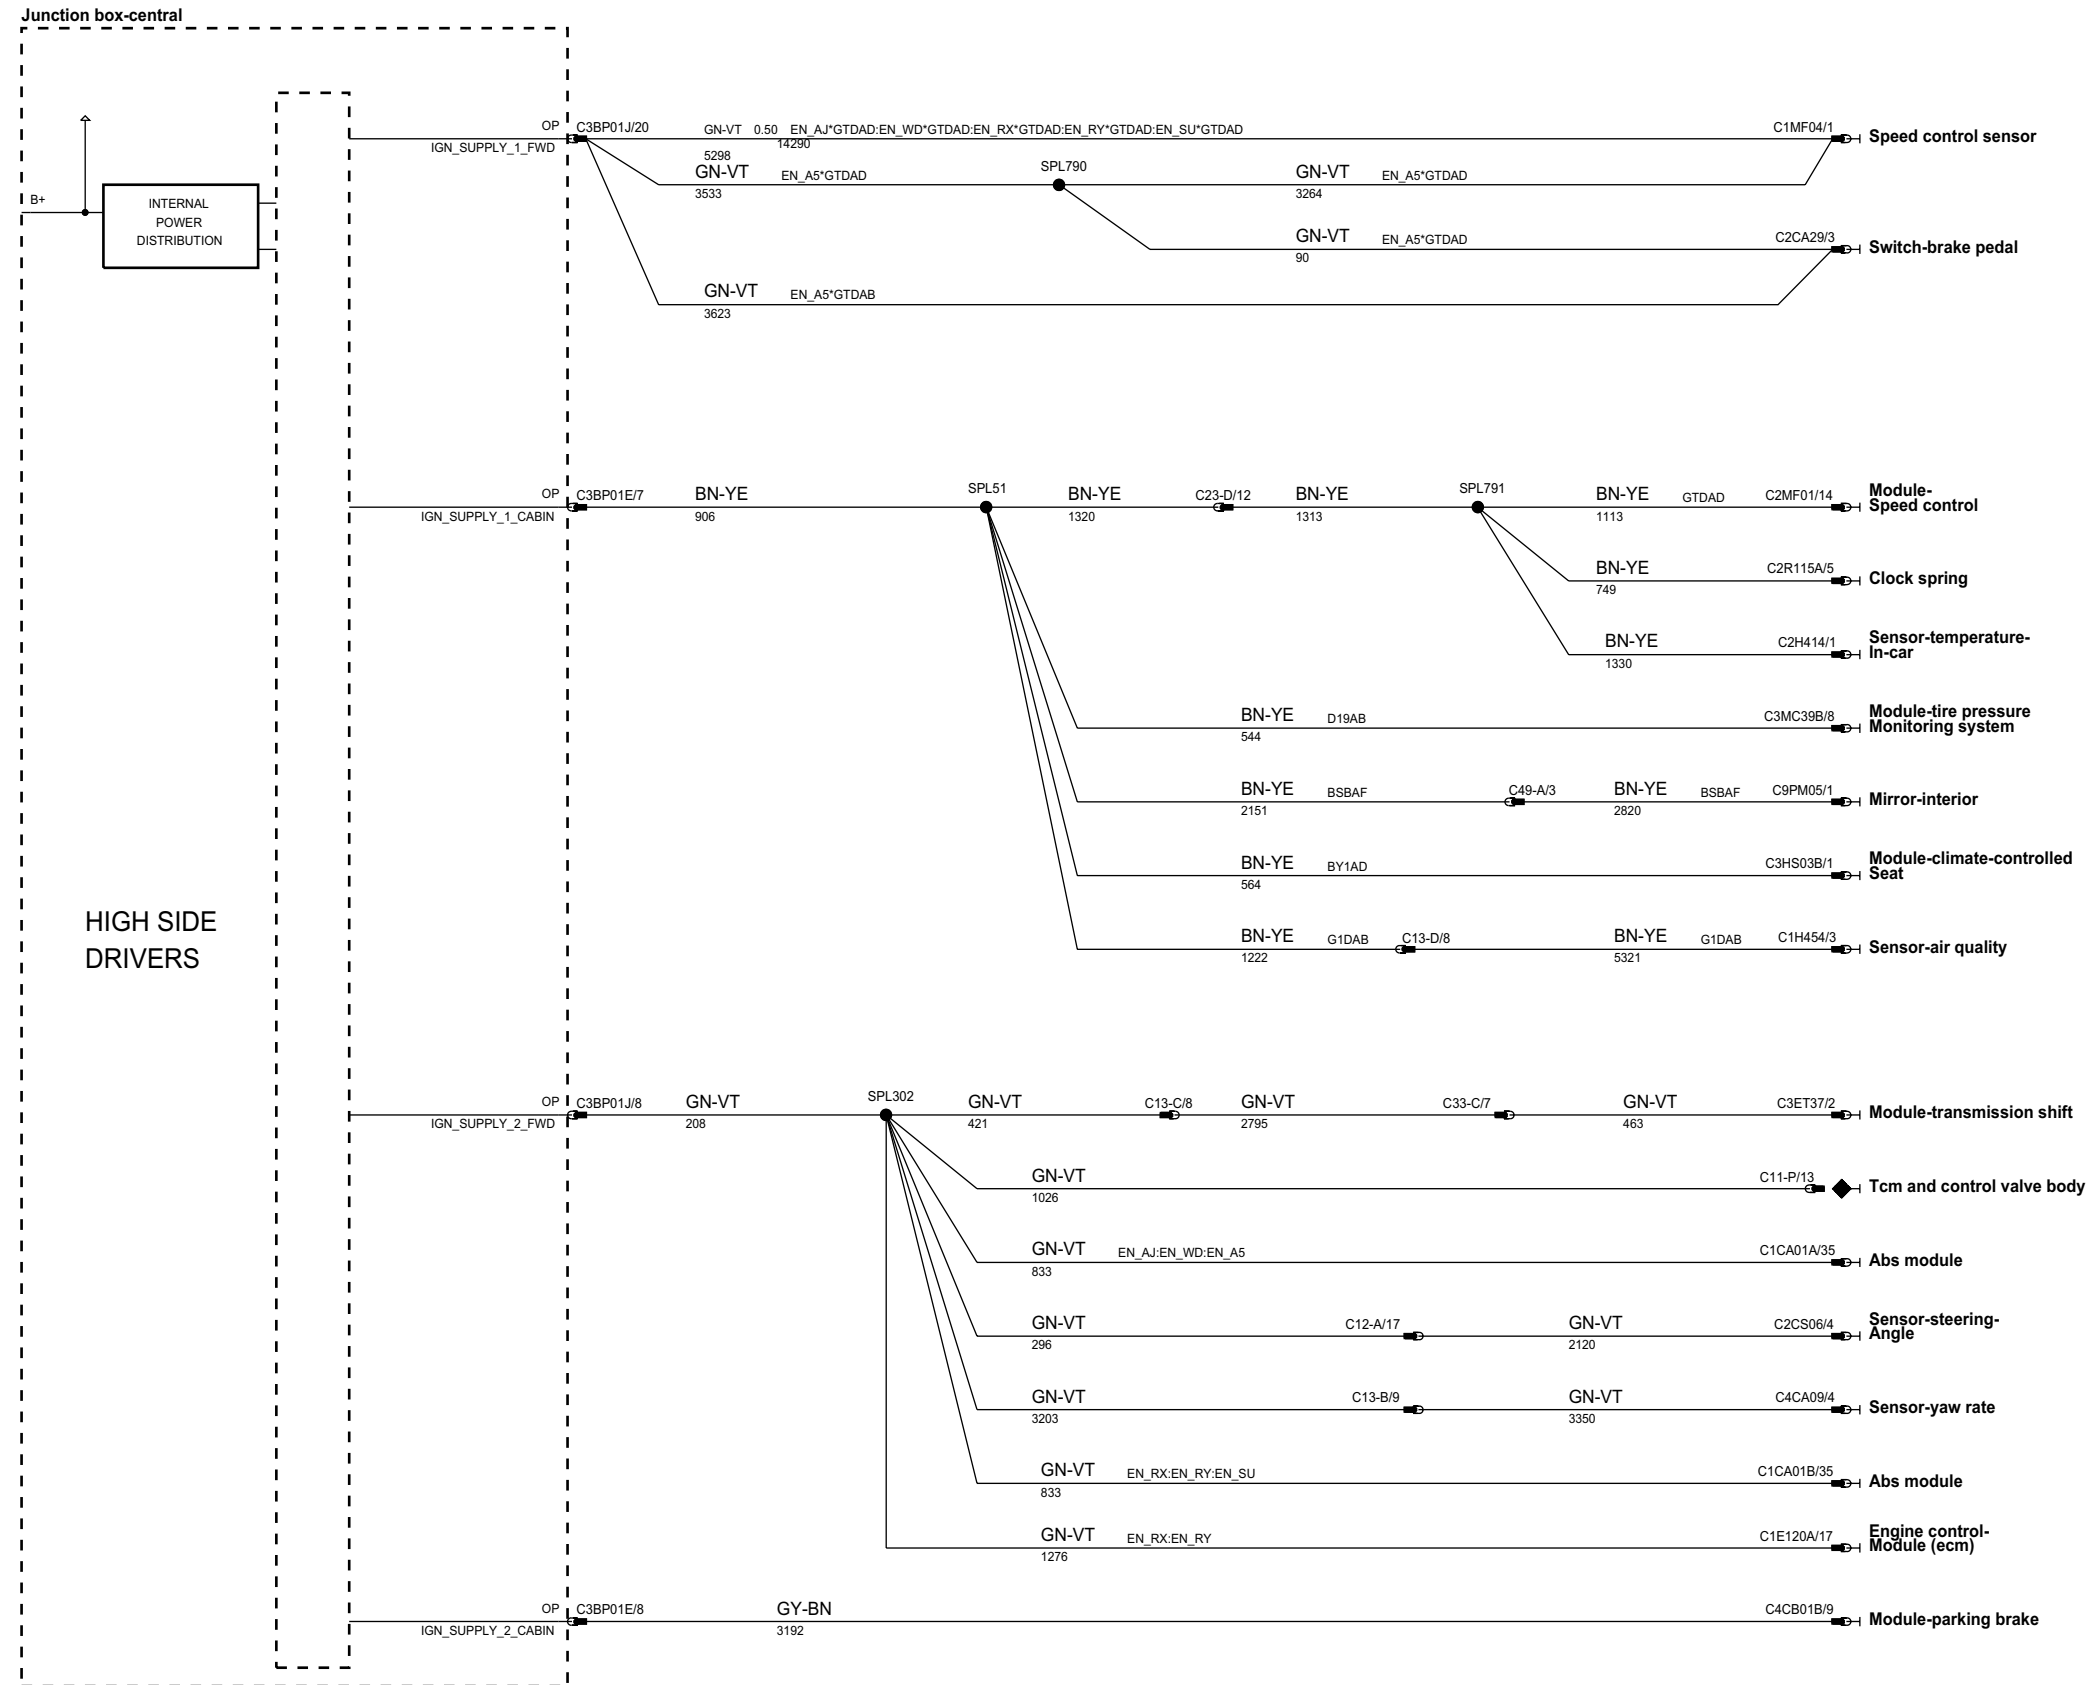 Junction box-central
OP
C3BP01J/20
GN-VT 0.50 EN_AJ*GTDAD:EN_WD*GTDAD:EN_RX*GTDAD:EN_RY*GTDAD:EN_SU*GTDAD
C1MF04/1
Speed control sensor
IGN_SUPPLY_1_FWD
14290
5298
GN-VT EN_A5*GTDAD
SPL790
GN-VT EN_A5*GTDAD
3533
3264
B+
INTERNAL
POWER
DISTRIBUTION
GN-VT EN_A5*GTDAD
C2CA29/3
Switch-brake pedal
90
GN-VT EN_A5*GTDAB
3623
OP
C3BP01E/7
BN-YE
SPL51
BN-YE
C23-D/12
BN-YE
SPL791
BN-YE GTDAD
C2MF01/14
Module-
Speed control
IGN_SUPPLY_1_CABIN
906
1320
1313
1113
BN-YE
C2R115A/5
Clock spring
749
BN-YE
C2H414/1
Sensor-temperature-
In-car
1330
BN-YE D19AB
C3MC39B/8
Module-tire pressure
Monitoring system
544
BN-YE BSBAF
C49-A/3
BN-YE BSBAF
C9PM05/1
Mirror-interior
2151
2820
BN-YE BY1AD
C3HS03B/1
Module-climate-controlled
Seat
564
HIGH SIDE
DRIVERS
BN-YE G1DAB
C13-D/8
BN-YE G1DAB
C1H454/3
Sensor-air quality
1222
5321
OP
C3BP01J/8
GN-VT
SPL302
GN-VT
C13-C/8
GN-VT
C33-C/7
GN-VT
C3ET37/2
Module-transmission shift
IGN_SUPPLY_2_FWD
208
421
2795
463
GN-VT
C11-P/13
Tcm and control valve body
1026
GN-VT EN_AJ:EN_WD:EN_A5
C1CA01A/35
Abs module
833
GN-VT
C12-A/17
GN-VT
C2CS06/4
Sensor-steering-
Angle
296
2120
GN-VT
C13-B/9
GN-VT
C4CA09/4
Sensor-yaw rate
3203
3350
GN-VT EN_RX:EN_RY:EN_SU
C1CA01B/35
Abs module
833
GN-VT EN_RX:EN_RY
C1E120A/17
Engine control-
Module (ecm)
1276
OP
C3BP01E/8
GY-BN
C4CB01B/9
Module-parking brake
IGN_SUPPLY_2_CABIN
3192